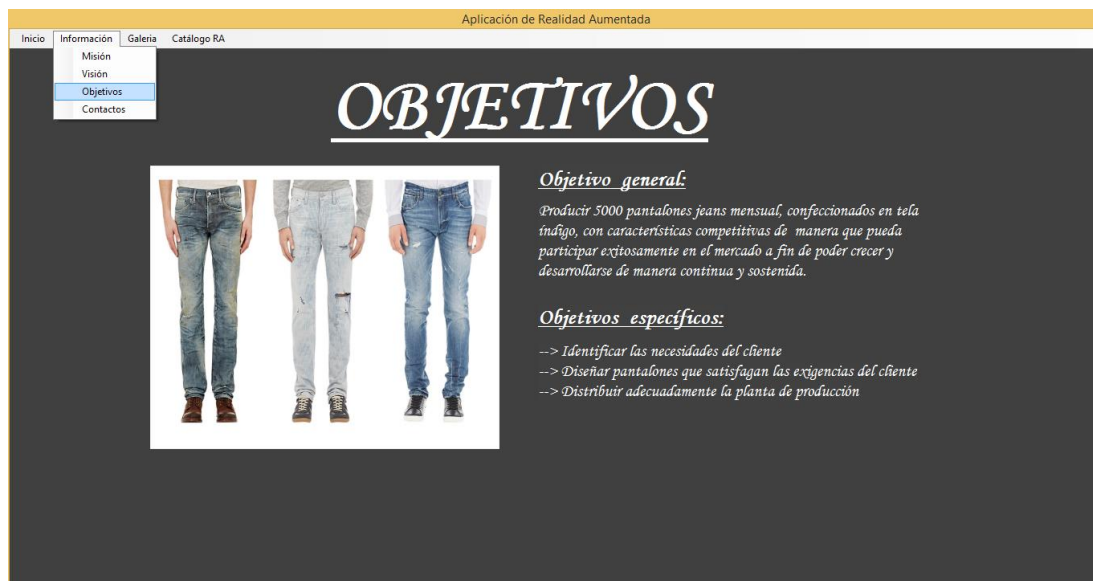 Aplicación de Realidad Aumentada
Inicio Información Galeria Catálogo RA
Misión
Visión
Objetivos
Contactos
OBJETIVOS
Objetivo general:
Producir 5000 pantalones jeans mensual, confeccionados en tela
índigo, con características competitivas de manera que pueda
participar exitosamente en el mercado a fin de poder crecer y
desarrollarse de manera continua y sostenida.
Objetivos específicos:
--> Identificar las necesidades del cliente
--> Diseñar pantalones que satisfagan las exigencias del cliente
--> Distribuir adecuadamente la planta de producción